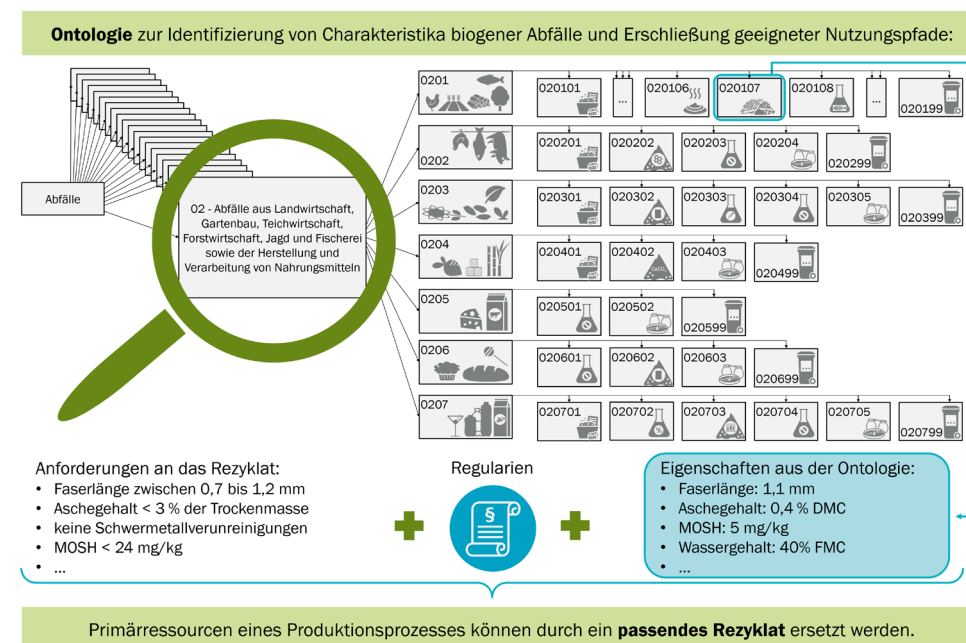 Ontologie zur Identifizierung von Charakteristika biogener Abfälle und Erschließung geeigneter Nutzungspfade:
Abfälle
02 - Abfälle aus Landwirtschaft,
Gartenbau, Teichwirtschaft,
Forstwirtschaft, Jagd und Fischerei
sowie der Herstellung und
Verarbeitung von Nahrungsmitteln
0201
020101
...
020106
020107
020108
...
020199
0202
020201
020202
020203
020204
020299
0203
020301
020302
020303
020304
020305
020399
0204
020401
020402
CaCO₃
020403
020499
0205
020501
020502
020599
0206
020601
020602
020603
020699
0207
020701
020702
020703
020704
020705
020799
Anforderungen an das Rezyklat:
• Faserlänge zwischen 0,7 bis 1,2 mm
• Aschegehalt < 3 % der Trockenmasse
• keine Schwermetallverunreinigungen
• MOSH < 24 mg/kg
• ...
+
Regularien
§
+
Eigenschaften aus der Ontologie:
• Faserlänge: 1,1 mm
• Aschegehalt: 0,4 % DMC
• MOSH: 5 mg/kg
• Wassergehalt: 40% FMC
• ...
Primärressourcen eines Produktionsprozesses können durch ein passendes Rezyklat ersetzt werden.